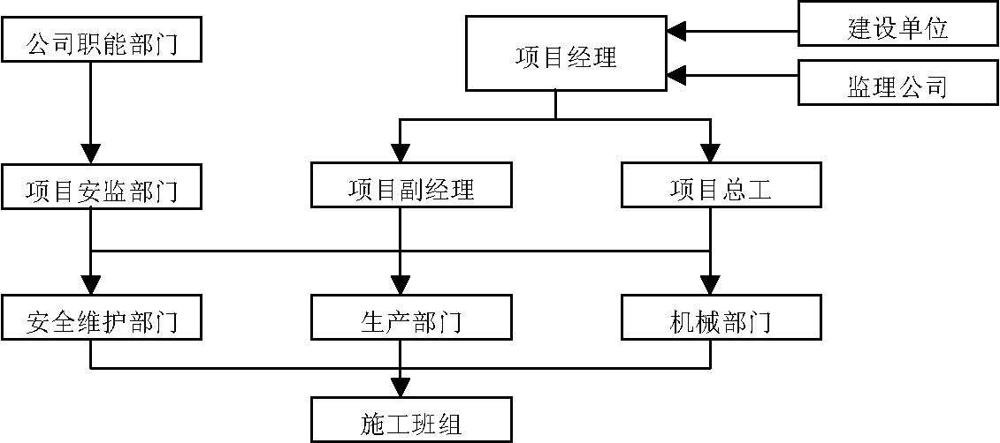 公司职能部门
项目经理
建设单位
监理公司
项目安监部门
项目副经理
项目总工
安全维护部门
生产部门
机械部门
施工班组